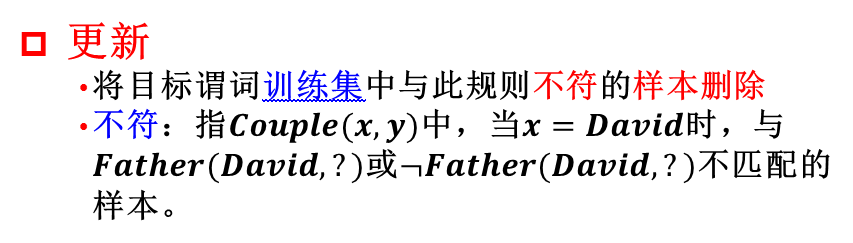 更新
•将目标谓词训练集中与此规则不符的样本删除
•不符：指Couple(x, y)中，当x = David时，与
Father(David, ?)或¬Father(David, ?)不匹配的
样本。